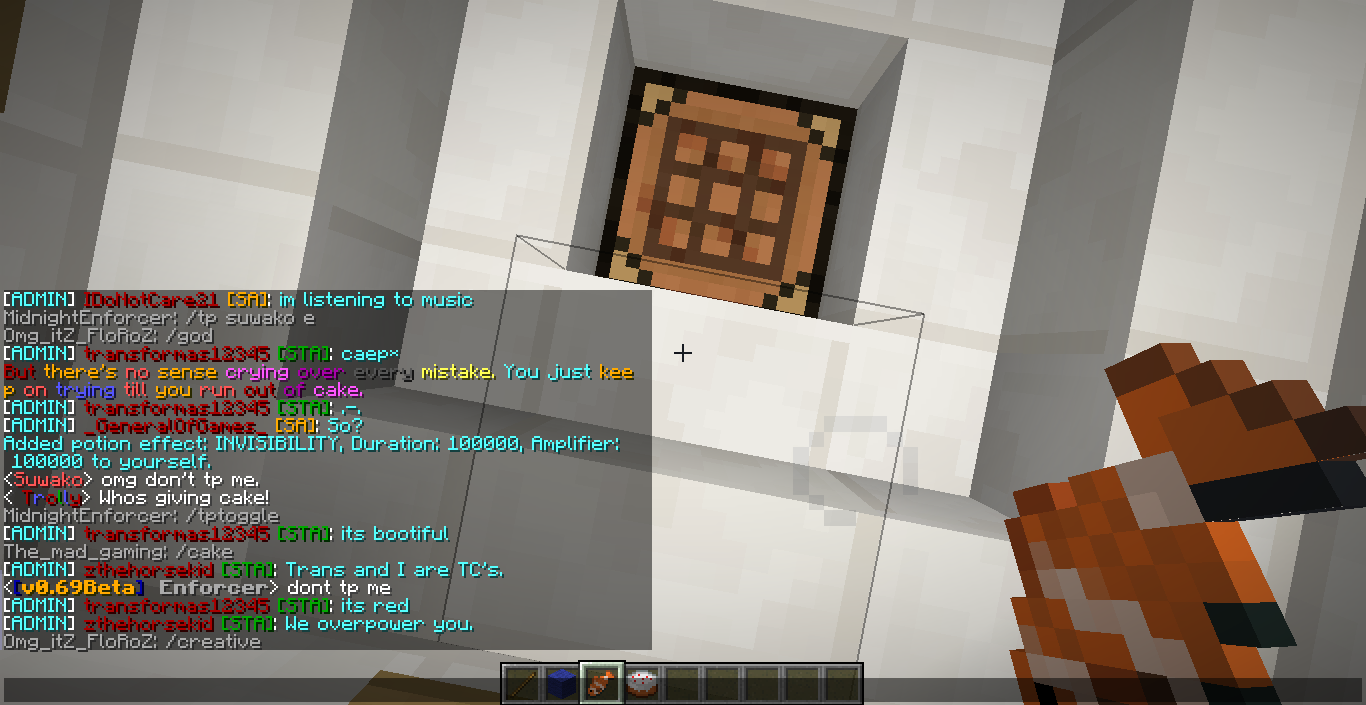 [ADMIN] IDoNotCare21 [SA]: im listening to music
MidnightEnforcer: /tp suwako e
Omg_itZ_FloRoZ: /god
[ADMIN] transformas12345 [STA]: caep×
But there's no sense crying over every mistake. You just kee
p on trying till you run out of cake.
[ADMIN] transformas12345 [STA]: .-.
[ADMIN] _GeneralOfGames_ [SA]: So?
Added potion effect: INVISIBILITY, Duration: 100000, Amplifier:
100000 to yourself.
<Suwako> omg don't tp me.
< Trolly> Whos giving cake!
MidnightEnforcer: /tptoggle
[ADMIN] transformas12345 [STA]: its bootiful
The_mad_gaming: /cake
[ADMIN] zthehorsekid [STA]: Trans and I are TC's.
<[v0.69Beta] Enforcer> dont tp me
[ADMIN] transformas12345 [STA]: its red
[ADMIN] zthehorsekid [STA]: We overpower you.
Omg_itZ_FloRoZ: /creative